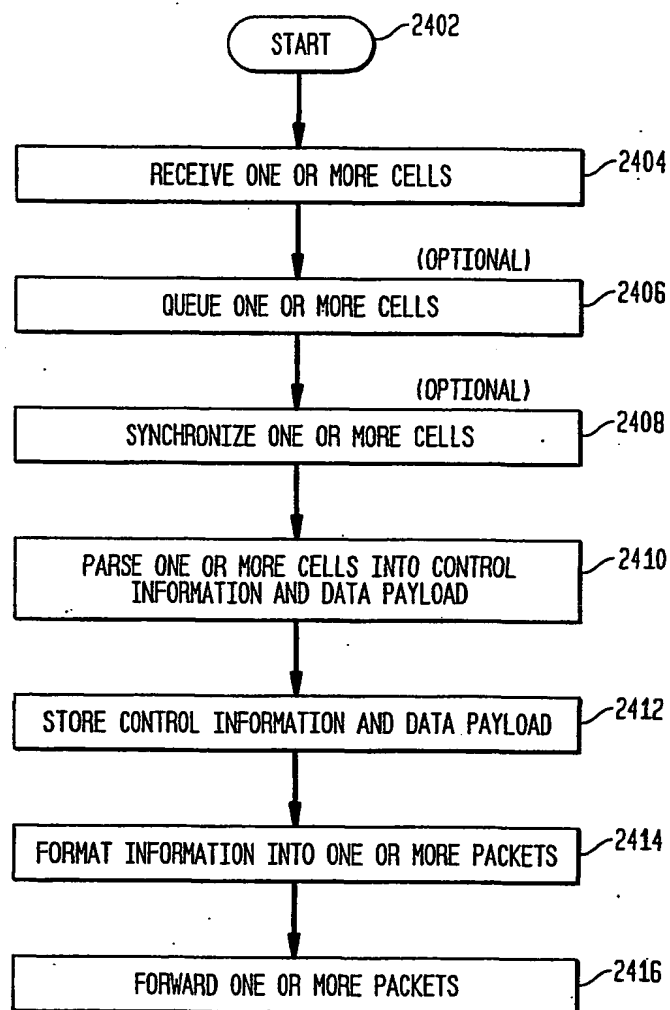 2402
START
RECEIVE ONE OR MORE CELLS
2404
(OPTIONAL)
QUEUE ONE OR MORE CELLS
2406
(OPTIONAL)
SYNCHRONIZE ONE OR MORE CELLS
2408
PARSE ONE OR MORE CELLS INTO CONTROL
INFORMATION AND DATA PAYLOAD
2410
STORE CONTROL INFORMATION AND DATA PAYLOAD
2412
FORMAT INFORMATION INTO ONE OR MORE PACKETS
2414
FORWARD ONE OR MORE PACKETS
2416